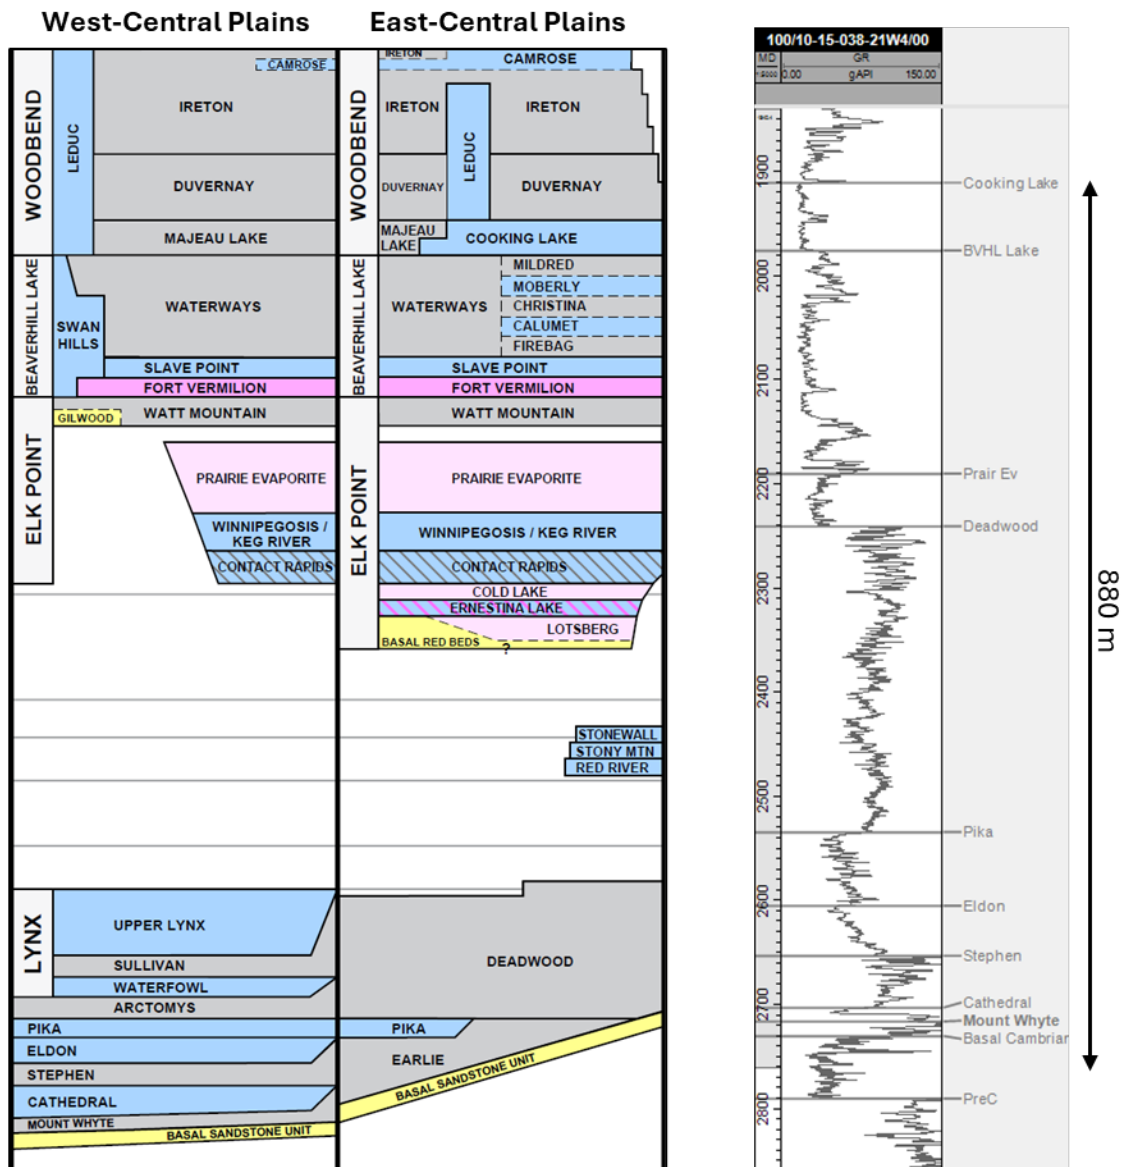 West-Central Plains
East-Central Plains
WOODBEND
LEDUC
CAMROSE
IRETON
DUVERNAY
MAJEAU LAKE
BEAVERHILL LAKE
SWAN
HILLS
WATERWAYS
SLAVE POINT
FORT VERMILION
ELK POINT
GILWOOD
WATT MOUNTAIN
PRAIRIE EVAPORITE
WINNIPEGOSIS /
KEG RIVER
CONTACT RAPIDS
LYNX
UPPER LYNX
SULLIVAN
WATERFOWL
ARCTOMYS
PIKA
ELDON
STEPHEN
CATHEDRAL
MOUNT WHYTE
BASAL SANDSTONE UNIT
WOODBEND
IRETON
CAMROSE
IRETON
LEDUC
IRETON
DUVERNAY
DUVERNAY
MAJEAU
LAKE
COOKING LAKE
BEAVERHILL LAKE
WATERWAYS
MILDRED
MOBERLY
CHRISTINA
CALUMET
FIREBAG
SLAVE POINT
FORT VERMILION
ELK POINT
WATT MOUNTAIN
PRAIRIE EVAPORITE
WINNIPEGOSIS / KEG RIVER
CONTACT RAPIDS
COLD LAKE
ERNESTINA LAKE
LOTSBERG
BASAL RED BEDS
?
STONEWALL
STONY MTN
RED RIVER
DEADWOOD
PIKA
EARLIE
BASAL SANDSTONE UNIT
100/10-15-038-21W4/00
MD GR
0.00 gAPI 150.00
1900
Cooking Lake
BVHL Lake
2000
2100
Prair Ev
2200
Deadwood
2300
2400
2500
Pika
2600
Eldon
Stephen
2700
Cathedral
Mount Whyte
Basal Cambriar
2800
PreC
880 m